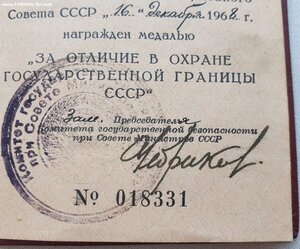 Совета СССР „16“ декабря 1968 г.
награжден медалью
„ЗА ОТЛИЧИЕ В ОХРАНЕ
ГОСУДАРСТВЕННОЙ ГРАНИЦЫ
СССР“
Зам. Председателя
Комитета государственной безопасности
при Совете Министров СССР
№ 018331